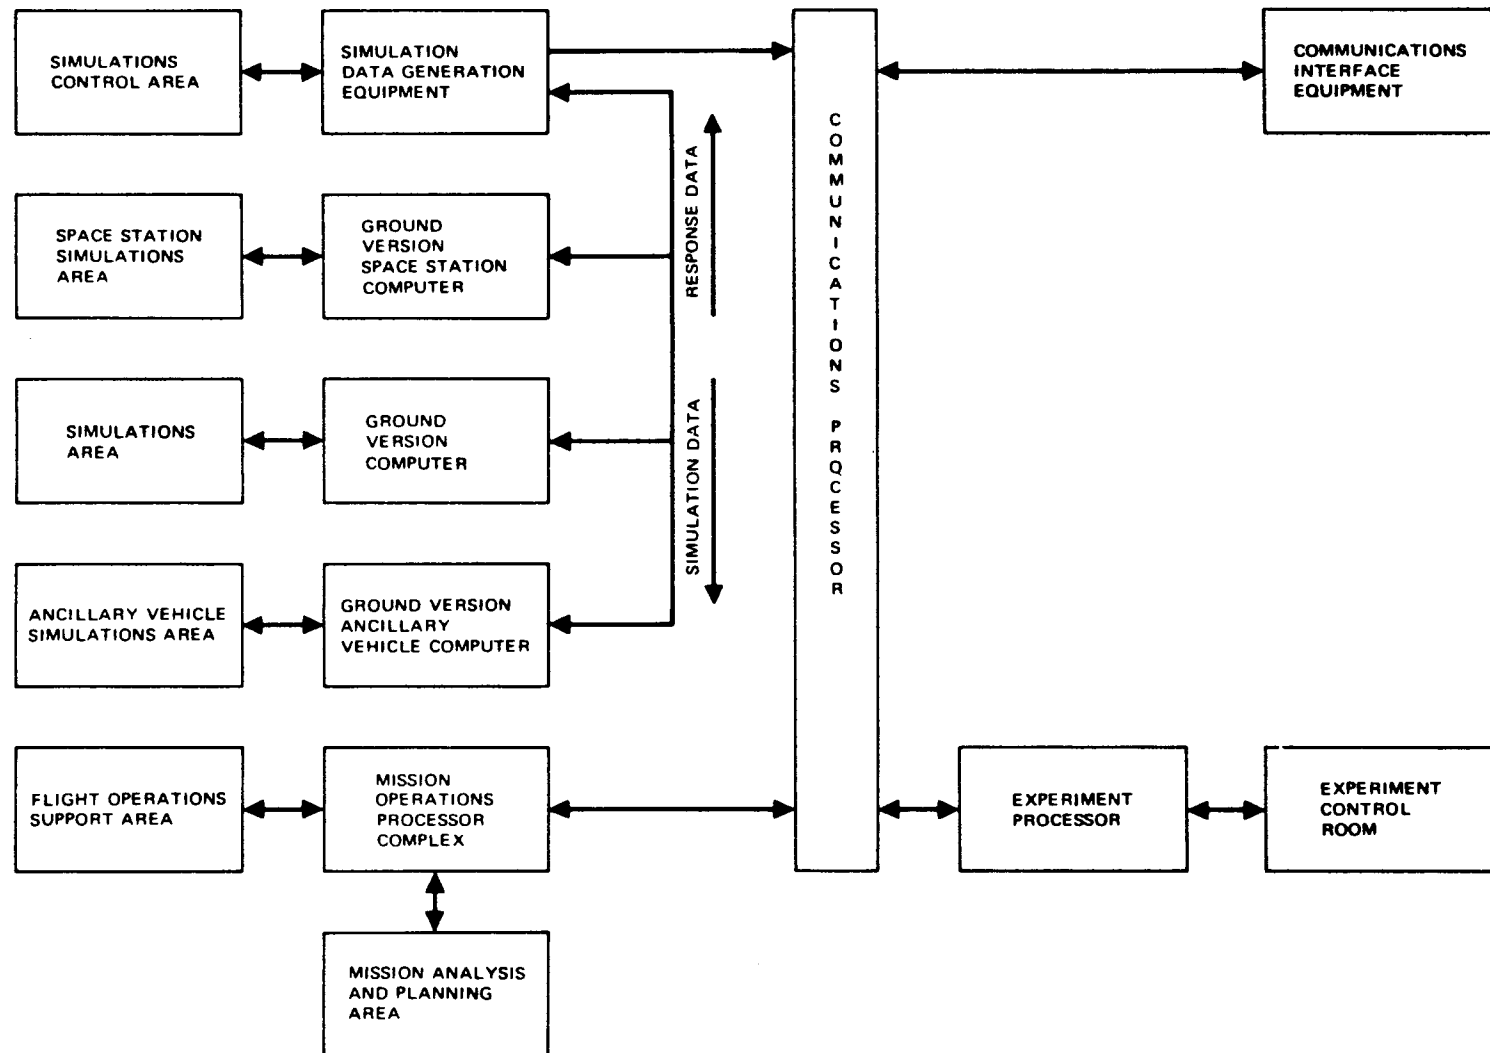 SIMULATIONS
CONTROL AREA
SIMULATION
DATA GENERATION
EQUIPMENT
COMMUNICATIONS
INTERFACE
EQUIPMENT
SPACE STATION
SIMULATIONS
AREA
GROUND
VERSION
SPACE STATION
COMPUTER
RESPONSE DATA
COMMUNICATIONS PROCESSOR
SIMULATIONS
AREA
GROUND
VERSION
COMPUTER
SIMULATION DATA
ANCILLARY VEHICLE
SIMULATIONS AREA
GROUND VERSION
ANCILLARY
VEHICLE COMPUTER
FLIGHT OPERATIONS
SUPPORT AREA
MISSION
OPERATIONS
PROCESSOR
COMPLEX
EXPERIMENT
PROCESSOR
EXPERIMENT
CONTROL
ROOM
MISSION ANALYSIS
AND PLANNING
AREA